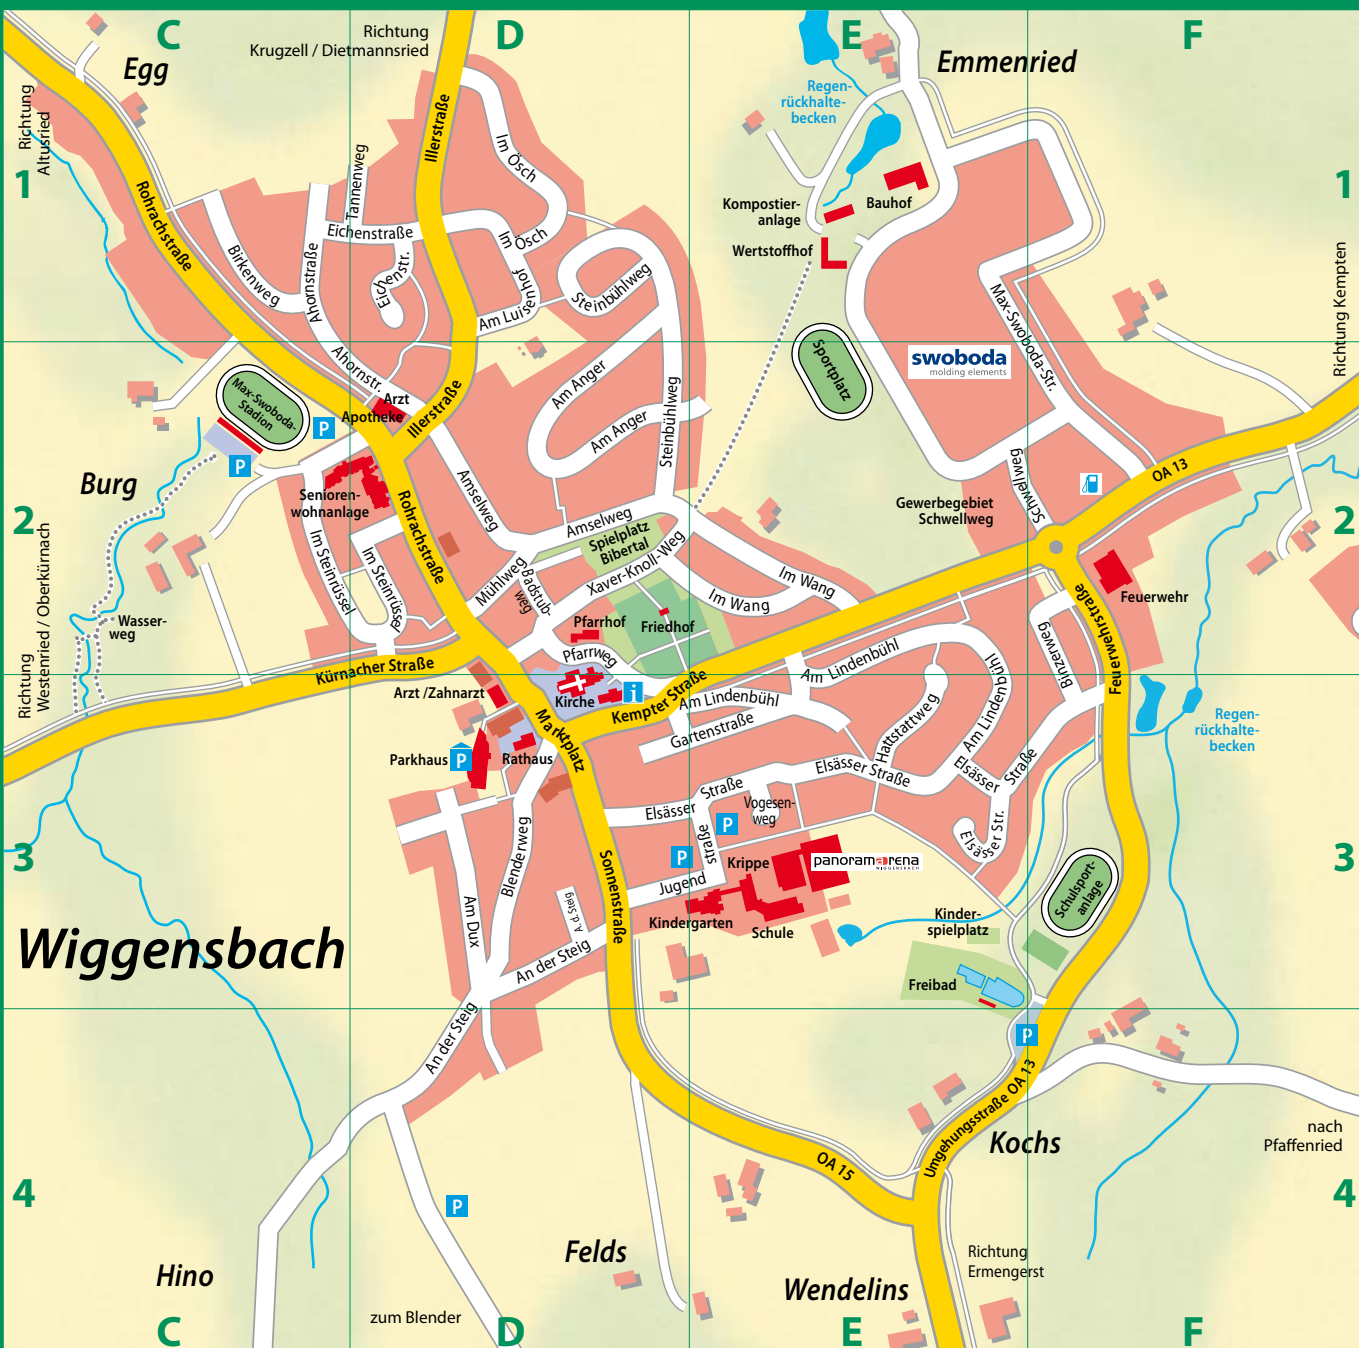 C
D
E
F
Richtung
Krugzell / Dietmannsried
Egg
Emmenried
Richtung
Altusried
Regen-
rückhalte-
becken
Illerstraße
Im Ösch
1
1
Tannenweg
Rohrachstraße
Eichenstraße
Im Ösch
Kompostier-
anlage
Bauhof
Wertstoffhof
Birkenweg
Ahornstraße
Eichenstr.
Am Luisenhof
Steinbühlweg
Max-Swoboda-Str.
Richtung Kempten
Ahornstr.
Sportplatz
swoboda
molding elements
Max-Swoboda-
Stadion
Arzt
Apotheke
Illerstraße
Am Anger
Am Anger
Steinbühlweg
P
P
Burg
Senioren-
wohnanlage
Rohrachstraße
Amselweg
Amselweg
Schwellweg
OA 13
Gewerbegebiet
Schwellweg
2
2
Spielplatz
Bibertal
Im Steinrüssel
Im Steinrüssel
Mühlweg
Badstub-
weg
Xaver-Knoll-Weg
Im Wang
Im Wang
Feuerwehr
Feuerwehrstraße
Richtung
Westenried / Oberkürnach
Wasser-
weg
Pfarrhof
Friedhof
Pfarrweg
Kürnacher Straße
Am Lindenbühl
Binzerweg
Arzt /Zahnarzt
Kirche
i
Kempter Straße
Am Lindenbühl
Am Lindenbühl
Gartenstraße
Hattstattweg
Regen-
rückhalte-
becken
Marktplatz
Parkhaus
P
Rathaus
Elsässer Straße
Elsässer Straße
Elsässer Straße
Elsässer Str.
Vogesen-
weg
P
P
3
3
Blenderweg
Sonnenstraße
Jugend
straße
Krippe
panoramarena
WIGGENSBACH
Schulsport-
anlage
Am Dux
A. d. Steig
Kindergarten
Schule
Kinder-
spielplatz
Wiggensbach
An der Steig
Freibad
An der Steig
P
Umgehungsstraße OA 13
Kochs
nach
Pfaffenried
OA 15
4
4
P
Felds
Hino
Wendelins
Richtung
Ermengerst
zum Blender
C
D
E
F